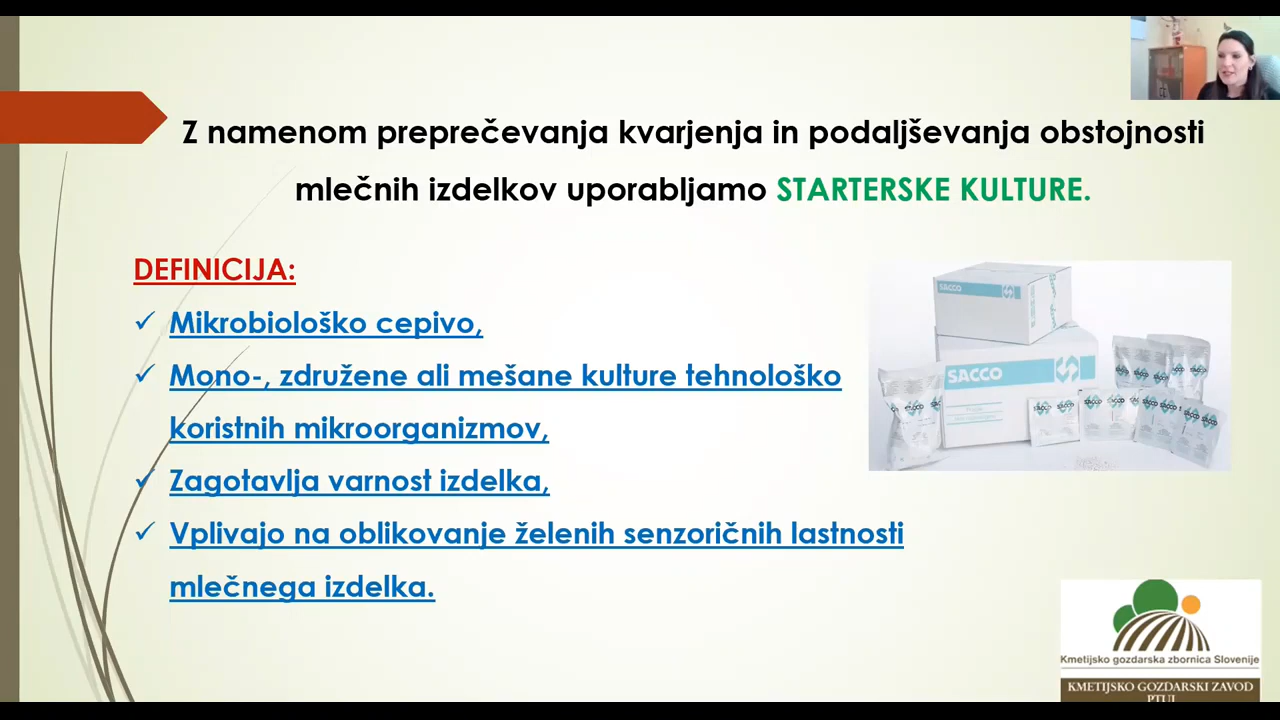 Z namenom preprečevanja kvarjenja in podaljševanja obstojnosti
mlečnih izdelkov uporabljamo STARTERSKE KULTURE.
DEFINICIJA:
Mikrobiološko cepivo,
Mono-, združene ali mešane kulture tehnološko
koristnih mikroorganizmov,
Zagotavlja varnost izdelka,
Vplivajo na oblikovanje želenih senzoričnih lastnosti
mlečnega izdelka.
SACCO
SACCO
Kmetijsko gozdarska zbornica Slovenije
KMETIJSKO GOZDARSKI ZAVOD
PTUJ